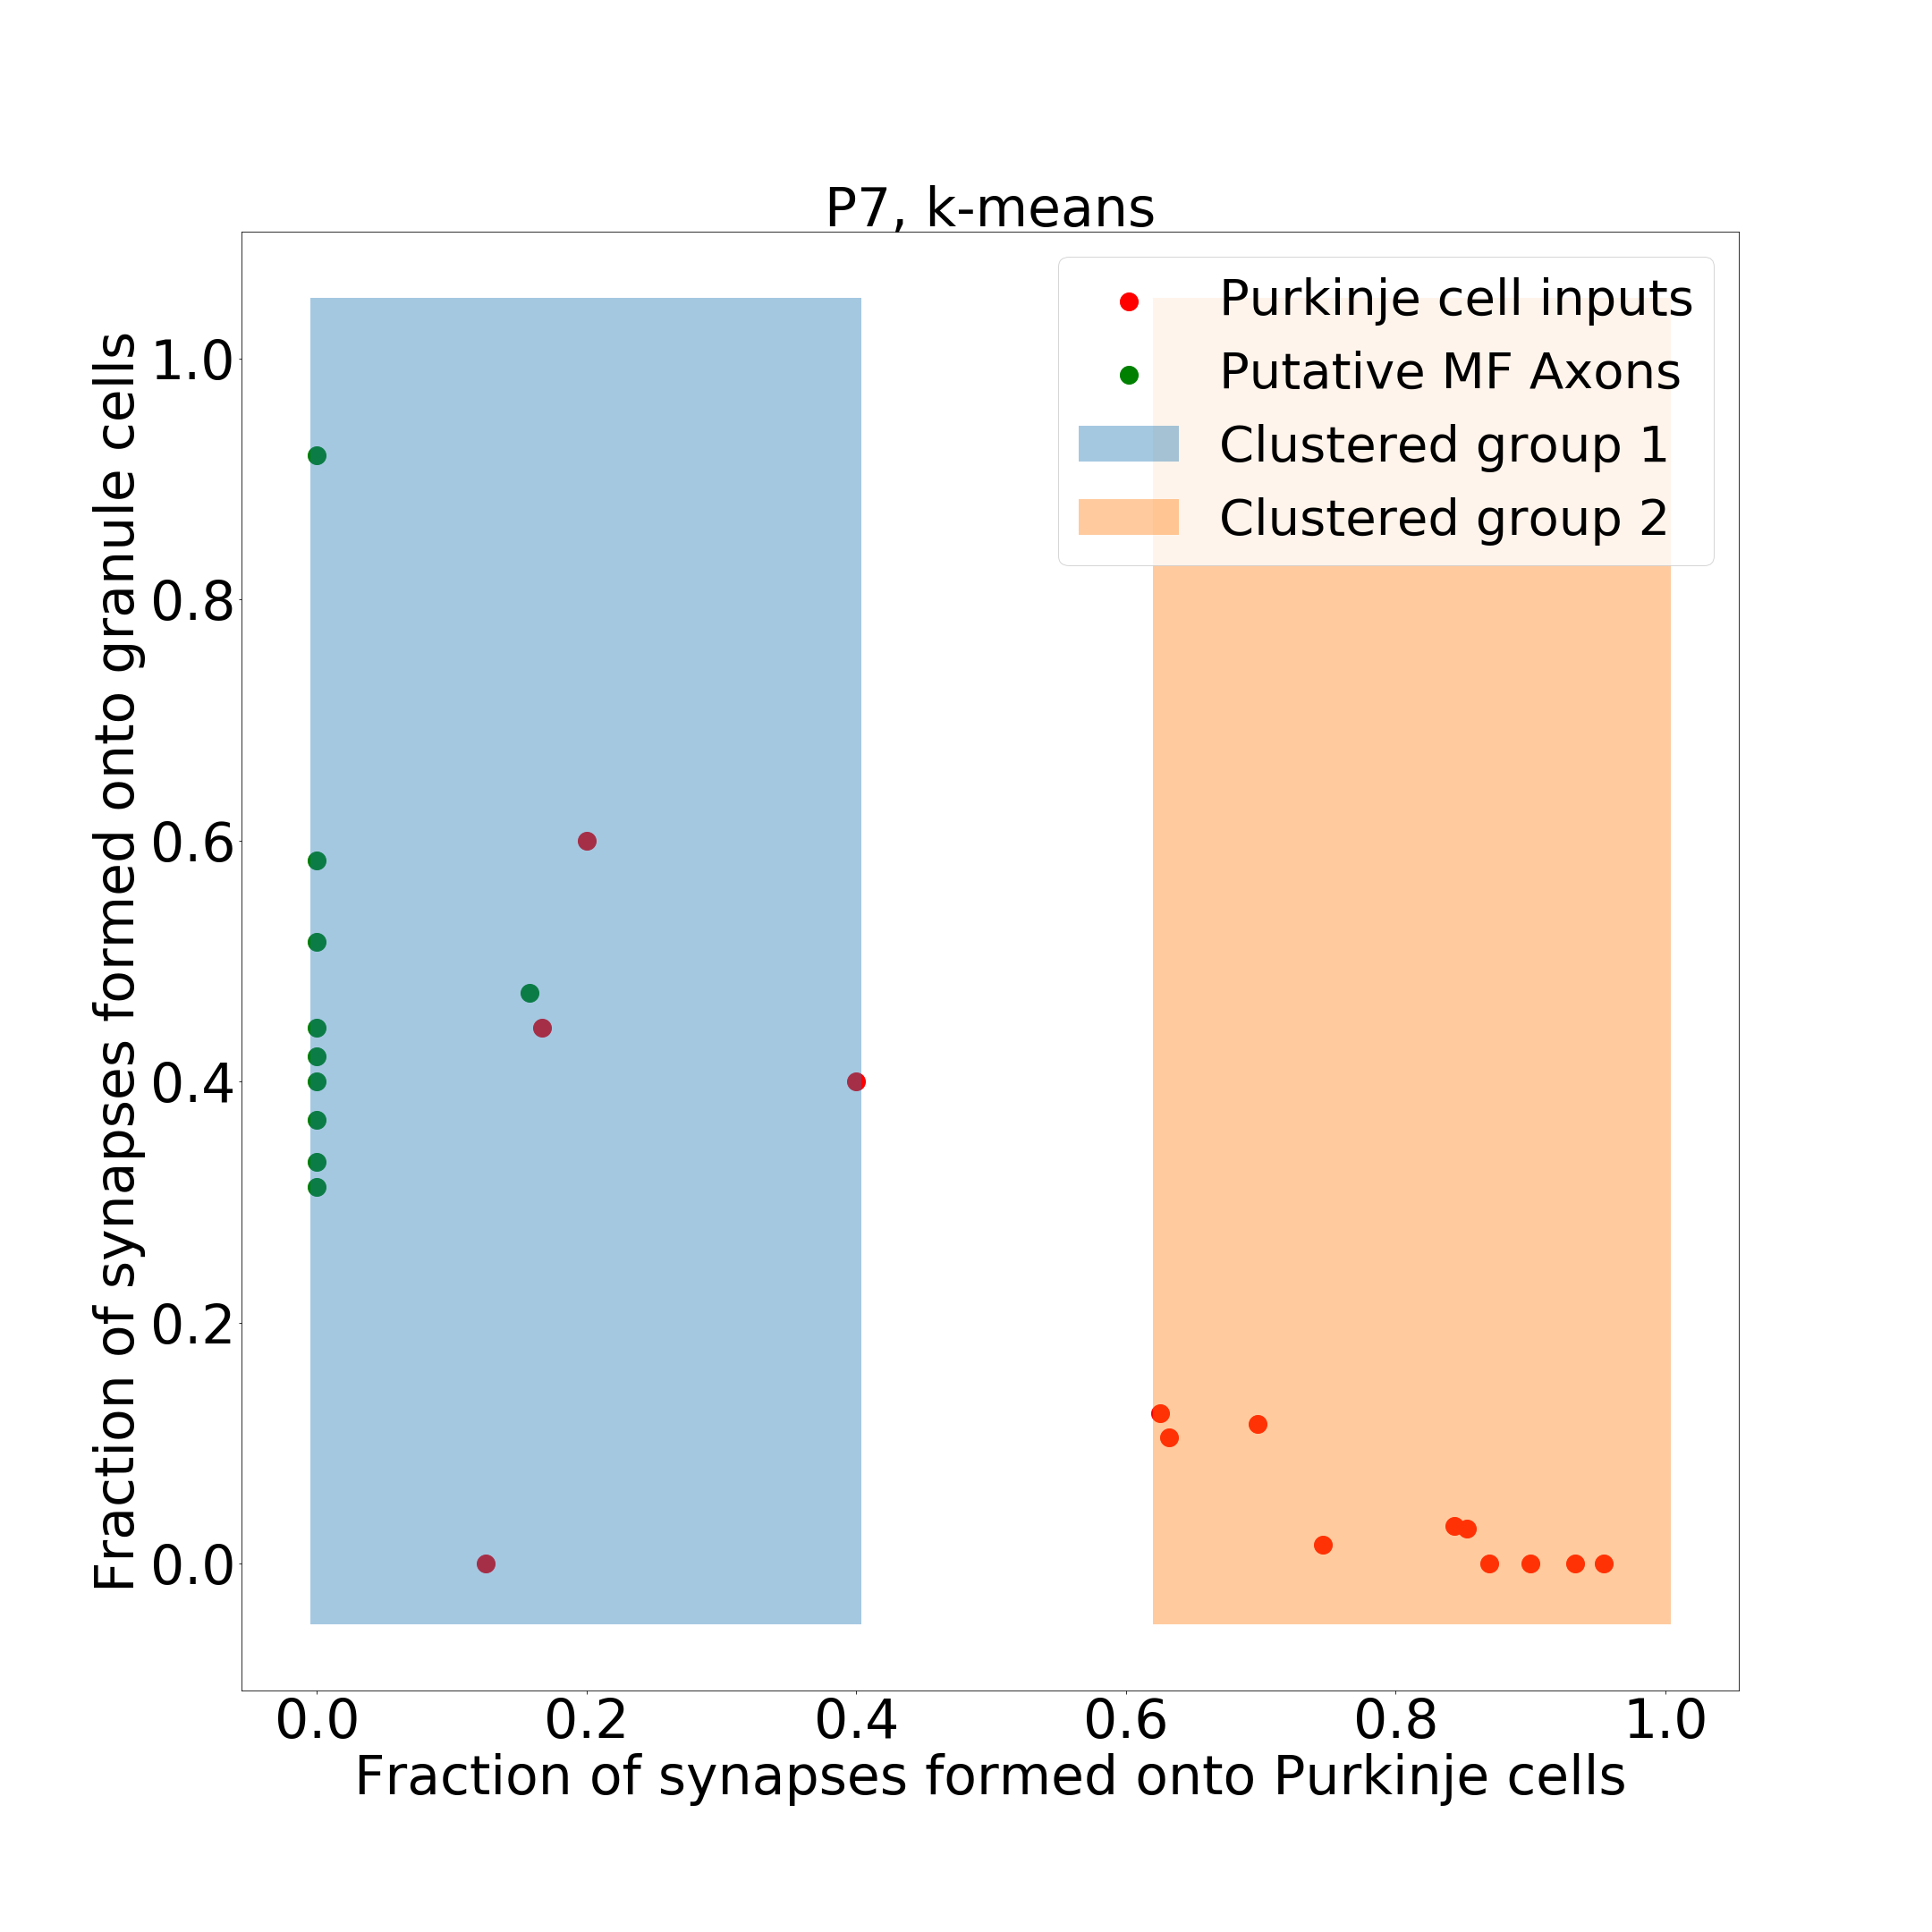 P7, k-means
Purkinje cell inputs
Putative MF Axons
Clustered group 1
Clustered group 2
Fraction of synapses formed onto granule cells
1.0
0.8
0.6
0.4
0.2
0.0
0.0 0.2 0.4 0.6 0.8 1.0
Fraction of synapses formed onto Purkinje cells